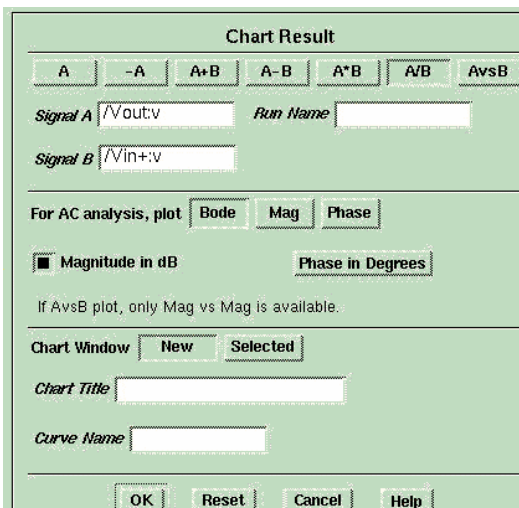 Chart Result
A -A A+B A-B A*B A/B AvsB
Signal A /Vout:v Run Name
Signal B /Vin+:v
For AC analysis, plot Bode Mag Phase
Magnitude in dB Phase in Degrees
If AvsB plot, only Mag vs Mag is available.
Chart Window New Selected
Chart Title
Curve Name
OK Reset Cancel Help